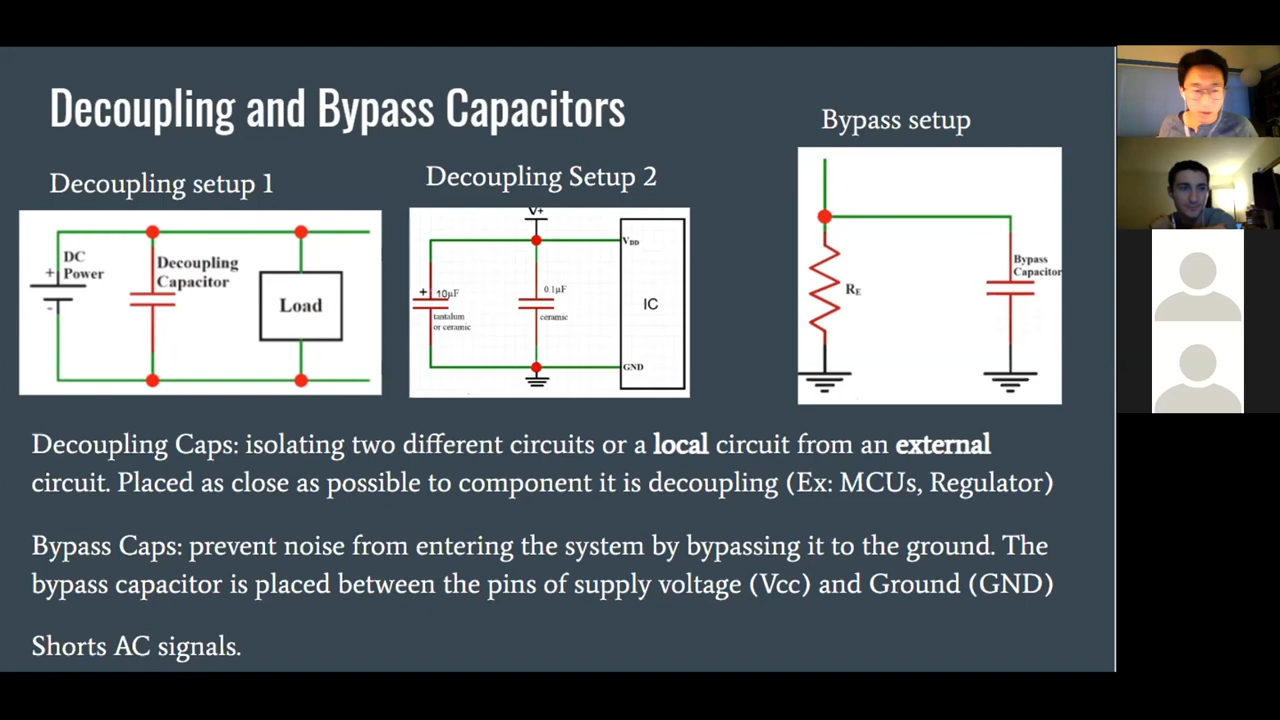 Decoupling and Bypass Capacitors
Decoupling setup 1
Decoupling Setup 2
Bypass setup
DC
Power
+
-
Decoupling
Capacitor
Load
V+
VDD
+ 10µF
tantalum
or ceramic
0.1µF
ceramic
IC
GND
RE
Bypass
Capacitor
Decoupling Caps: isolating two different circuits or a local circuit from an external
circuit. Placed as close as possible to component it is decoupling (Ex: MCUs, Regulator)
Bypass Caps: prevent noise from entering the system by bypassing it to the ground. The
bypass capacitor is placed between the pins of supply voltage (Vcc) and Ground (GND)
Shorts AC signals.